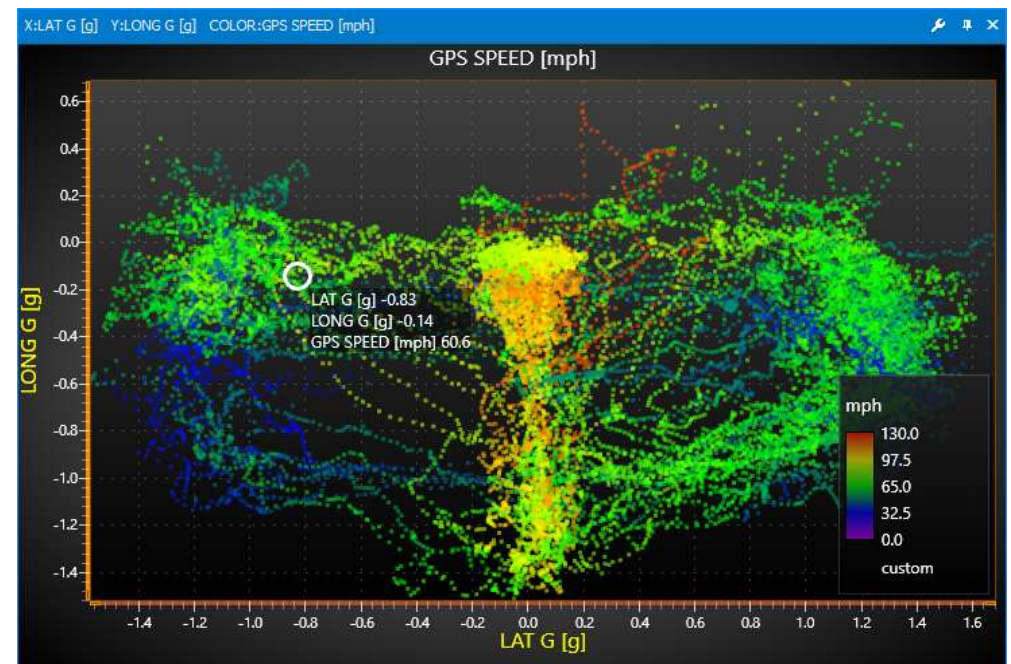 X:LAT G [g] Y:LONG G [g] COLOR:GPS SPEED [mph]
GPS SPEED [mph]
0.6
0.4
0.2
0.0
-0.2
-0.4
-0.6
-0.8
-1.0
-1.2
-1.4
LONG G [g]
LAT G [g] -0.83
LONG G [g] -0.14
GPS SPEED [mph] 60.6
mph
130.0
97.5
65.0
32.5
0.0
custom
-1.4 -1.2 -1.0 -0.8 -0.6 -0.4 -0.2 0.0 0.2 0.4 0.6 0.8 1.0 1.2 1.4 1.6
LAT G [g]